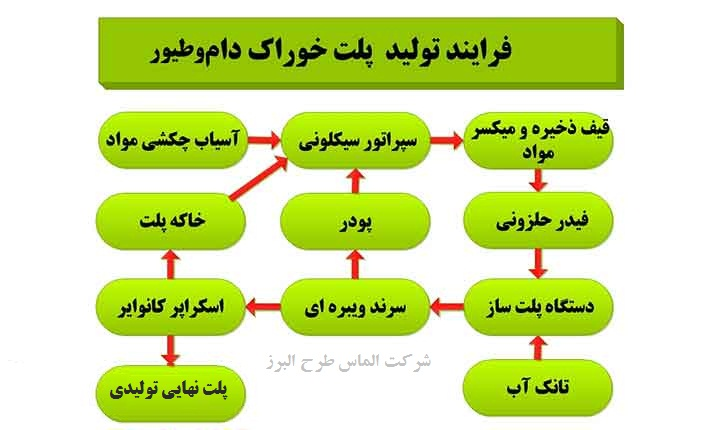 فرایند تولید پلت خوراک دام‌وطیور
آسیاب چکشی مواد
سپراتور سیکلونی
قیف ذخیره و میکسر
مواد
خاکه پلت
پودر
فیدر حلزونی
اسکراپر کانوایر
سرند ویبره ای
دستگاه پلت ساز
شرکت الماس طرح البرز
پلت نهایی تولیدی
تانک آب